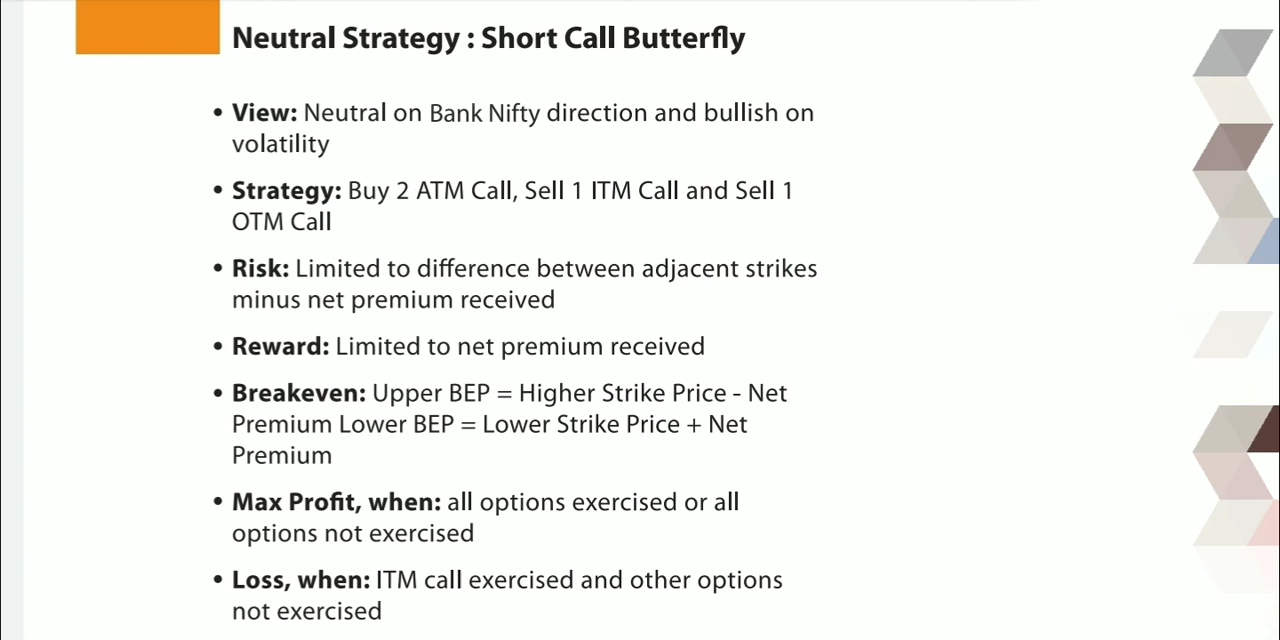 Neutral Strategy : Short Call Butterfly
• View: Neutral on Bank Nifty direction and bullish on
volatility
• Strategy: Buy 2 ATM Call, Sell 1 ITM Call and Sell 1
OTM Call
• Risk: Limited to difference between adjacent strikes
minus net premium received
• Reward: Limited to net premium received
• Breakeven: Upper BEP = Higher Strike Price - Net
Premium Lower BEP = Lower Strike Price + Net
Premium
• Max Profit, when: all options exercised or all
options not exercised
• Loss, when: ITM call exercised and other options
not exercised